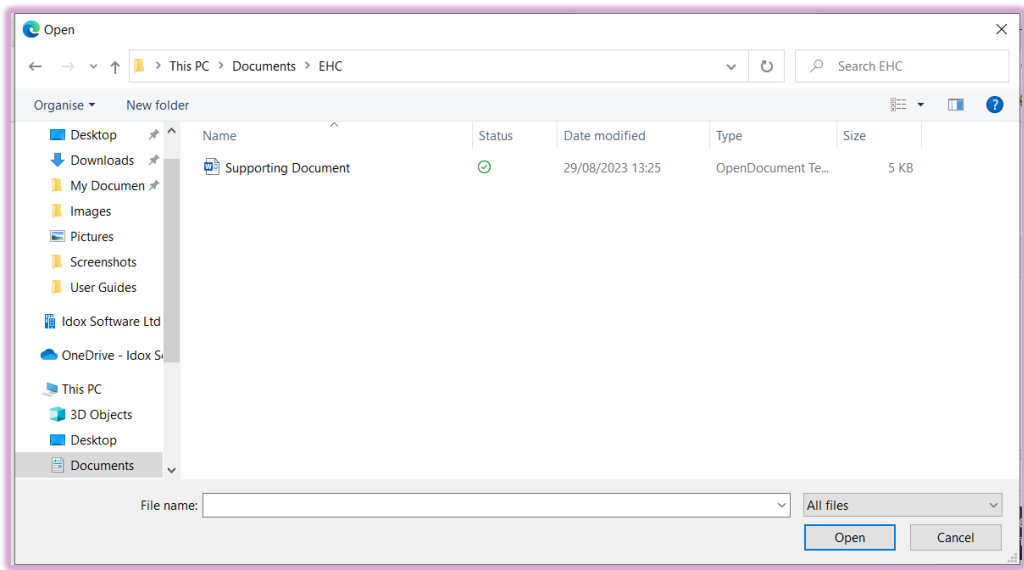 Open
This PC > Documents > EHC
Search EHC
Organise
New folder
Desktop
Downloads
My Documen
Images
Pictures
Screenshots
User Guides
Idox Software Ltd
OneDrive - Idox S
This PC
3D Objects
Desktop
Documents
Name Status Date modified Type Size
Supporting Document 29/08/2023 13:25 OpenDocument Te... 5 KB
File name:
All files
Open Cancel